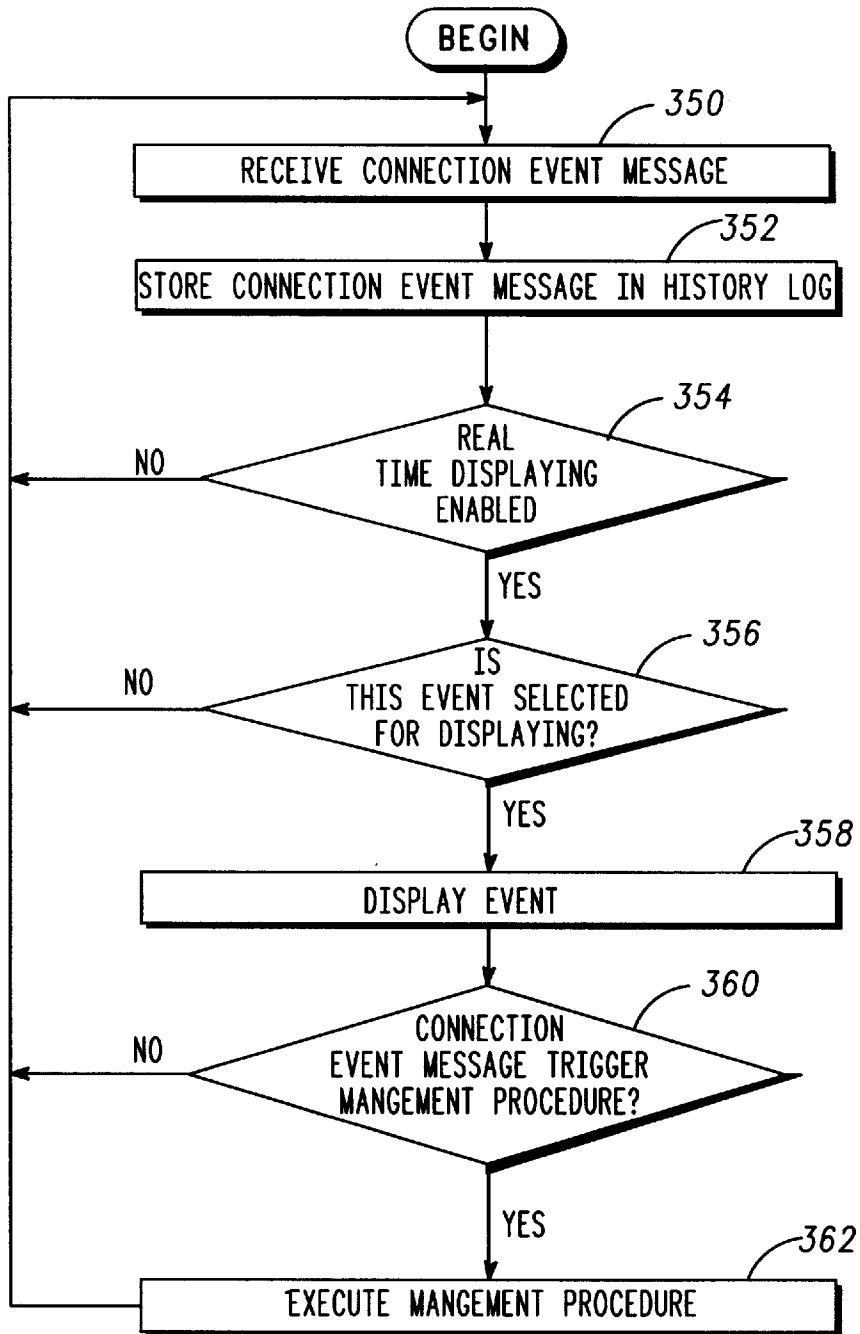 BEGIN
350
RECEIVE CONNECTION EVENT MESSAGE
352
STORE CONNECTION EVENT MESSAGE IN HISTORY LOG
354
REAL
TIME DISPLAYING
ENABLED
NO
YES
356
IS
THIS EVENT SELECTED
FOR DISPLAYING?
NO
YES
358
DISPLAY EVENT
360
CONNECTION
EVENT MESSAGE TRIGGER
MANGEMENT PROCEDURE?
NO
YES
362
EXECUTE MANGEMENT PROCEDURE